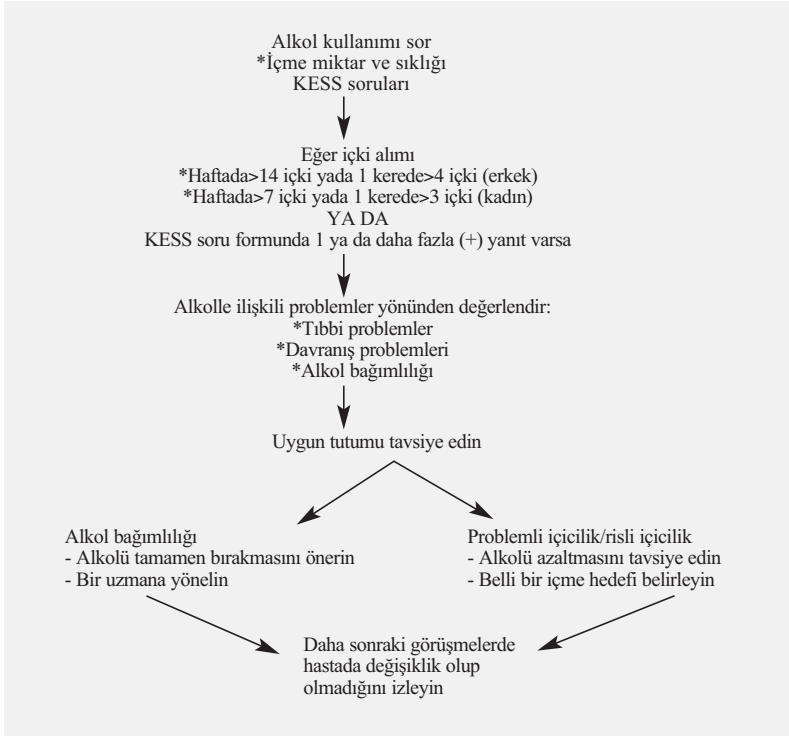 Alkol kullanımı sor
*İçme miktar ve sıklığı
KESS soruları
Eğer içki alımı
*Haftada>14 içki yada 1 kerede>4 içki (erkek)
*Haftada>7 içki yada 1 kerede>3 içki (kadın)
YA DA
KESS soru formunda 1 ya da daha fazla (+) yanıt varsa
Alkolle ilişkili problemler yönünden değerlendir:
*Tıbbi problemler
*Davranış problemleri
*Alkol bağımlılığı
Uygun tutumu tavsiye edin
Alkol bağımlılığı
- Alkolü tamamen bırakmasını önerin
- Bir uzmana yönelin
Problemli içicilik/risli içicilik
- Alkolü azaltmasını tavsiye edin
- Belli bir içme hedefi belirleyin
Daha sonraki görüşmelerde
hastada değişiklik olup
olmadığını izleyin